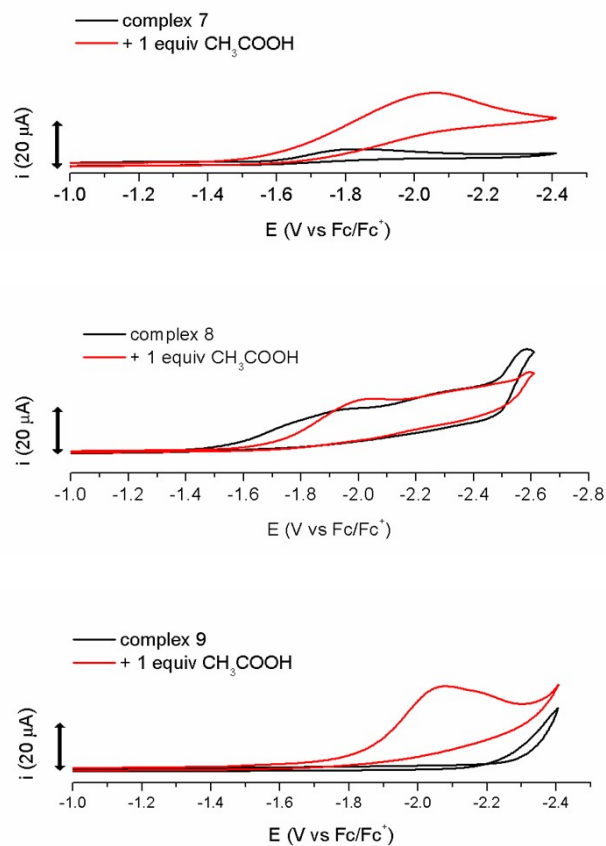 complex 7
+ 1 equiv CH₃COOH
i (20 µA)
-1.0 -1.2 -1.4 -1.6 -1.8 -2.0 -2.2 -2.4
E (V vs Fc/Fc⁺)
complex 8
+ 1 equiv CH₃COOH
i (20 µA)
-1.0 -1.2 -1.4 -1.6 -1.8 -2.0 -2.2 -2.4 -2.6 -2.8
E (V vs Fc/Fc⁺)
complex 9
+ 1 equiv CH₃COOH
i (20 µA)
-1.0 -1.2 -1.4 -1.6 -1.8 -2.0 -2.2 -2.4
E (V vs Fc/Fc⁺)